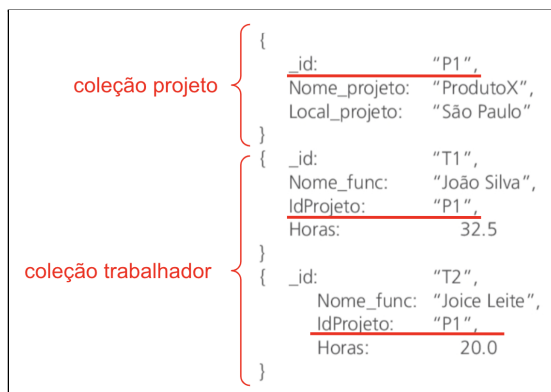 {
_id: “P1”,
coleção projeto
Nome_projeto: “ProdutoX”,
Local_projeto: “São Paulo”
}
{ _id: “T1”,
Nome_func: “João Silva”,
IdProjeto: “P1”,
Horas: 32.5
}
coleção trabalhador
{ _id: “T2”,
Nome_func: “Joice Leite”,
IdProjeto: “P1”,
Horas: 20.0
}